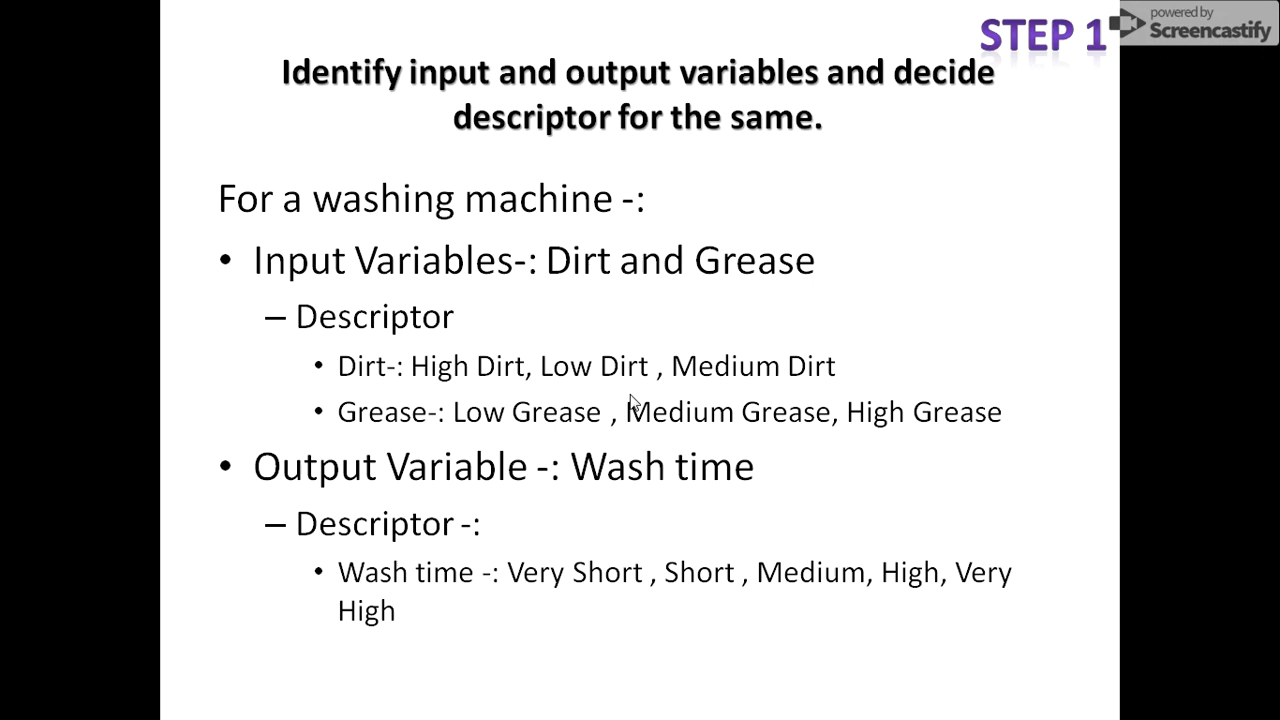 STEP 1
powered by
Screencastify
Identify input and output variables and decide
descriptor for the same.
For a washing machine -:
• Input Variables-: Dirt and Grease
– Descriptor
• Dirt-: High Dirt, Low Dirt , Medium Dirt
• Grease-: Low Grease , Medium Grease, High Grease
• Output Variable -: Wash time
– Descriptor -:
• Wash time -: Very Short , Short , Medium, High, Very
High